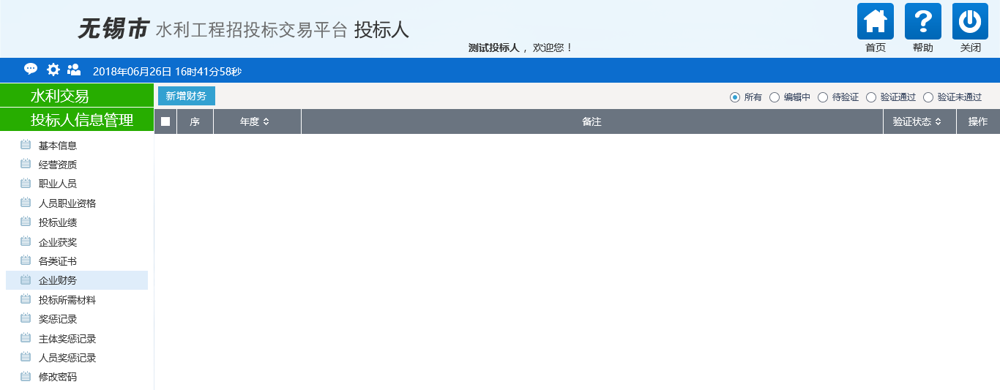 无锡市 水利工程招投标交易平台 投标人
测试投标人， 欢迎您！
首页 帮助 关闭
2018年06月26日 16时41分58秒
水利交易
投标人信息管理
基本信息
经营资质
职业人员
人员职业资格
投标业绩
企业获奖
各类证书
企业财务
投标所需材料
奖惩记录
主体奖惩记录
人员奖惩记录
修改密码
新增财务 所有 编辑中 待验证 验证通过 验证未通过
序 年度 备注 验证状态 操作